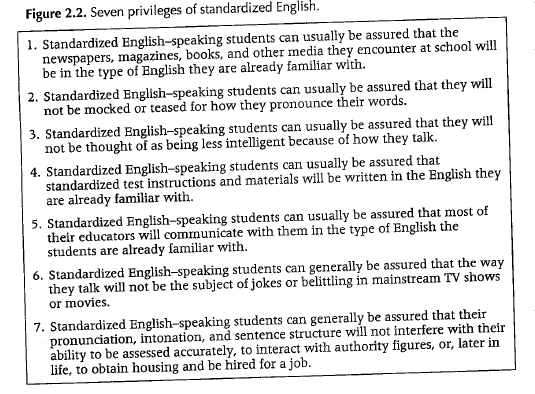 Figure 2.2. Seven privileges of standardized English.
1. Standardized English–speaking students can usually be assured that the
newspapers, magazines, books, and other media they encounter at school will
be in the type of English they are already familiar with.
2. Standardized English–speaking students can usually be assured that they will
not be mocked or teased for how they pronounce their words.
3. Standardized English–speaking students can usually be assured that they will
not be thought of as being less intelligent because of how they talk.
4. Standardized English–speaking students can usually be assured that
standardized test instructions and materials will be written in the English they
are already familiar with.
5. Standardized English–speaking students can usually be assured that most of
their educators will communicate with them in the type of English the
students are already familiar with.
6. Standardized English–speaking students can generally be assured that the way
they talk will not be the subject of jokes or belittling in mainstream TV shows
or movies.
7. Standardized English–speaking students can generally be assured that their
pronunciation, intonation, and sentence structure will not interfere with their
ability to be assessed accurately, to interact with authority figures, or, later in
life, to obtain housing and be hired for a job.